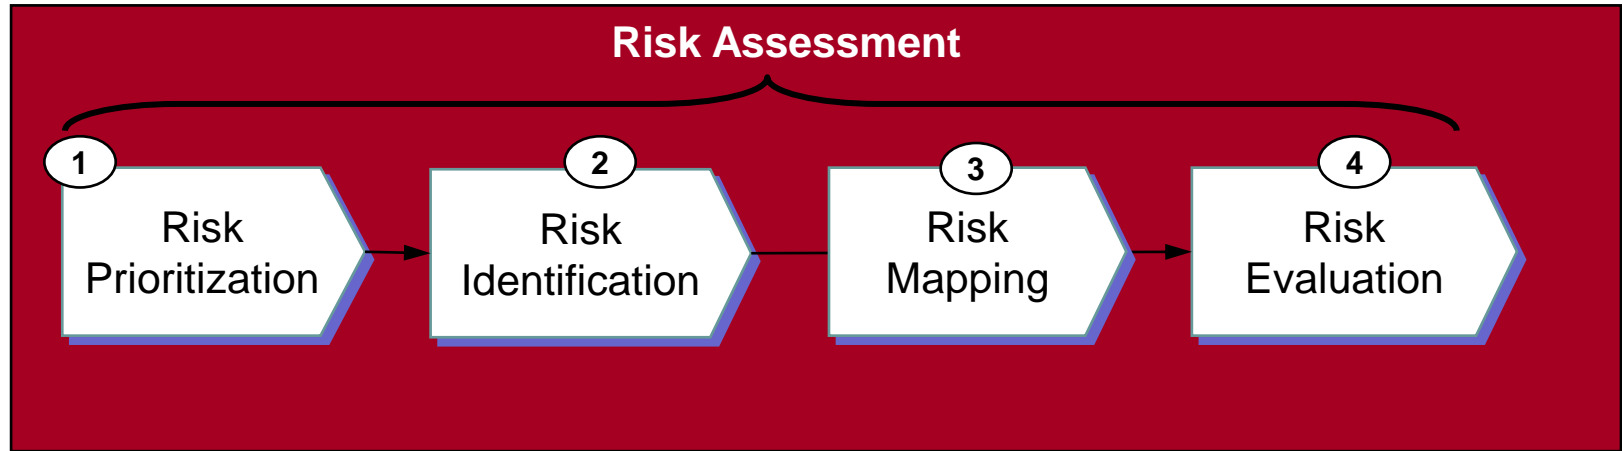 Risk Assessment
1
Risk
Prioritization
2
Risk
Identification
3
Risk
Mapping
4
Risk
Evaluation